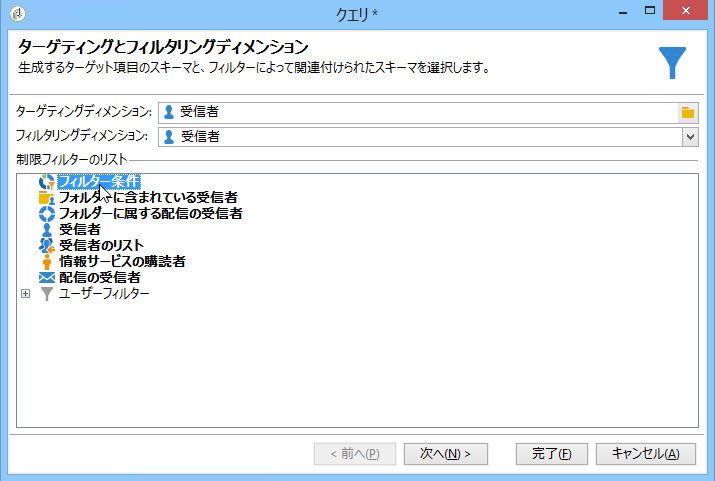 クエリ *
ターゲティングとフィルタリングディメンション
生成するターゲット項目のスキーマと、フィルターによって関連付けられたスキーマを選択します。
ターゲティングディメンション: 受信者
フィルタリングディメンション: 受信者
制限フィルターのリスト
フィルター条件
フォルダーに含まれている受信者
フォルダーに属する配信の受信者
受信者
受信者のリスト
情報サービスの購読者
配信の受信者
ユーザーフィルター
< 前へ(P) 次へ(N) > 完了(F) キャンセル(A)